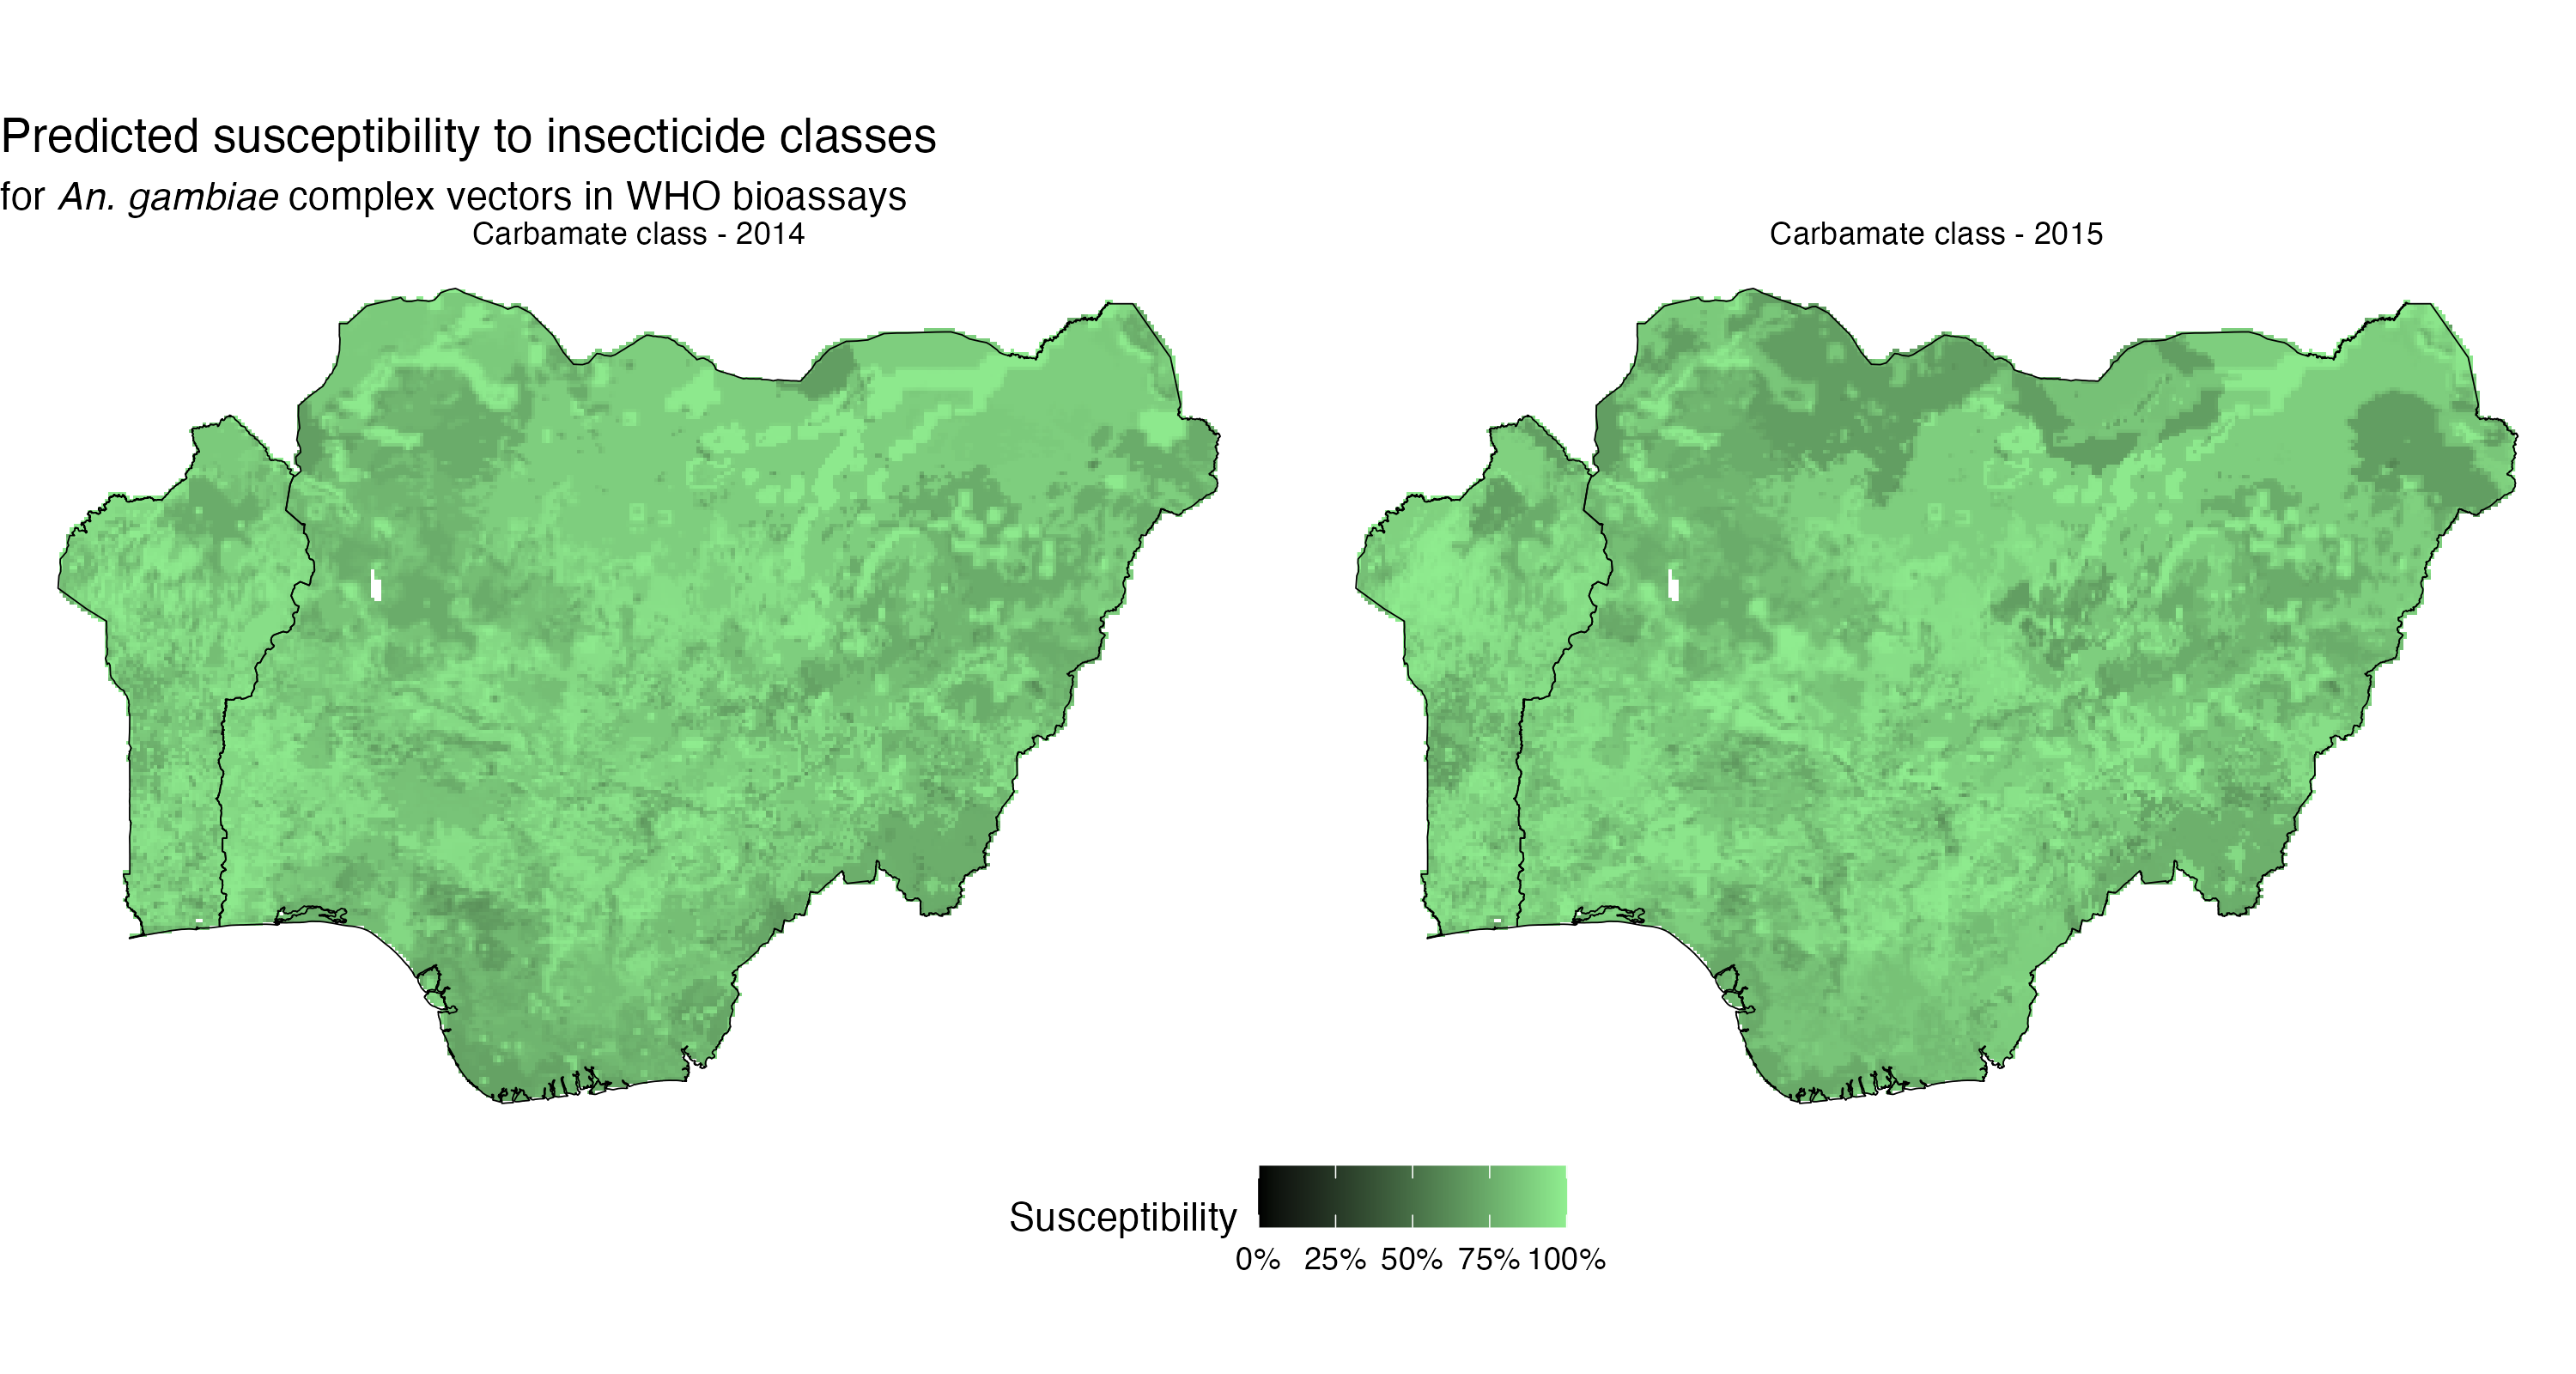 Predicted susceptibility to insecticide classes
for An. gambiae complex vectors in WHO bioassays
Carbamate class - 2014
Carbamate class - 2015
Susceptibility
0% 25% 50% 75% 100%